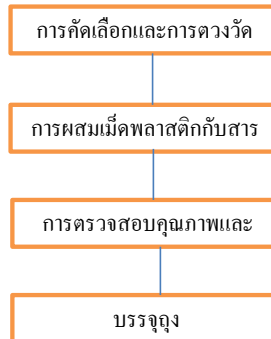 การคัดเลือกและการตวงวัด
การผสมเม็ดพลาสติกกับสาร
การตรวจสอบคุณภาพและ
บรรจุถุง